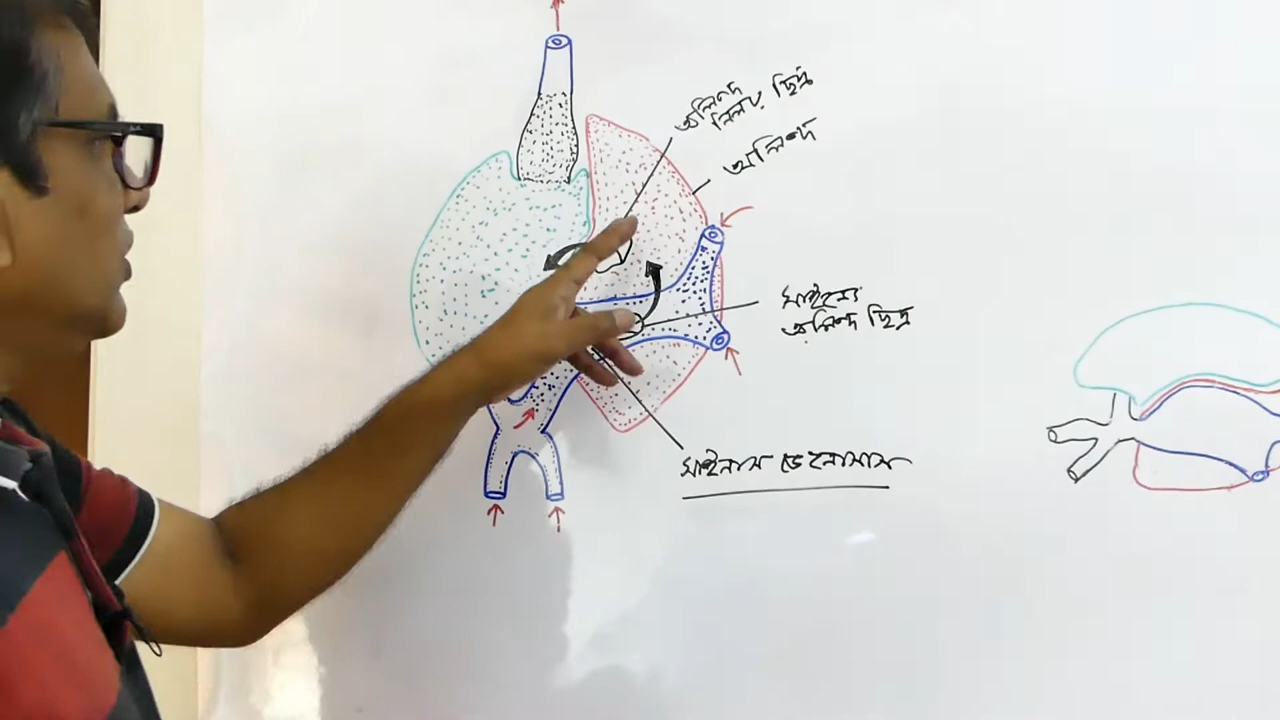 অলিন্দ
নিলয় ছিদ্র
অলিন্দ
সাইনো
অলিন্দ ছিদ্র
সাইনাস ভেনোসাস